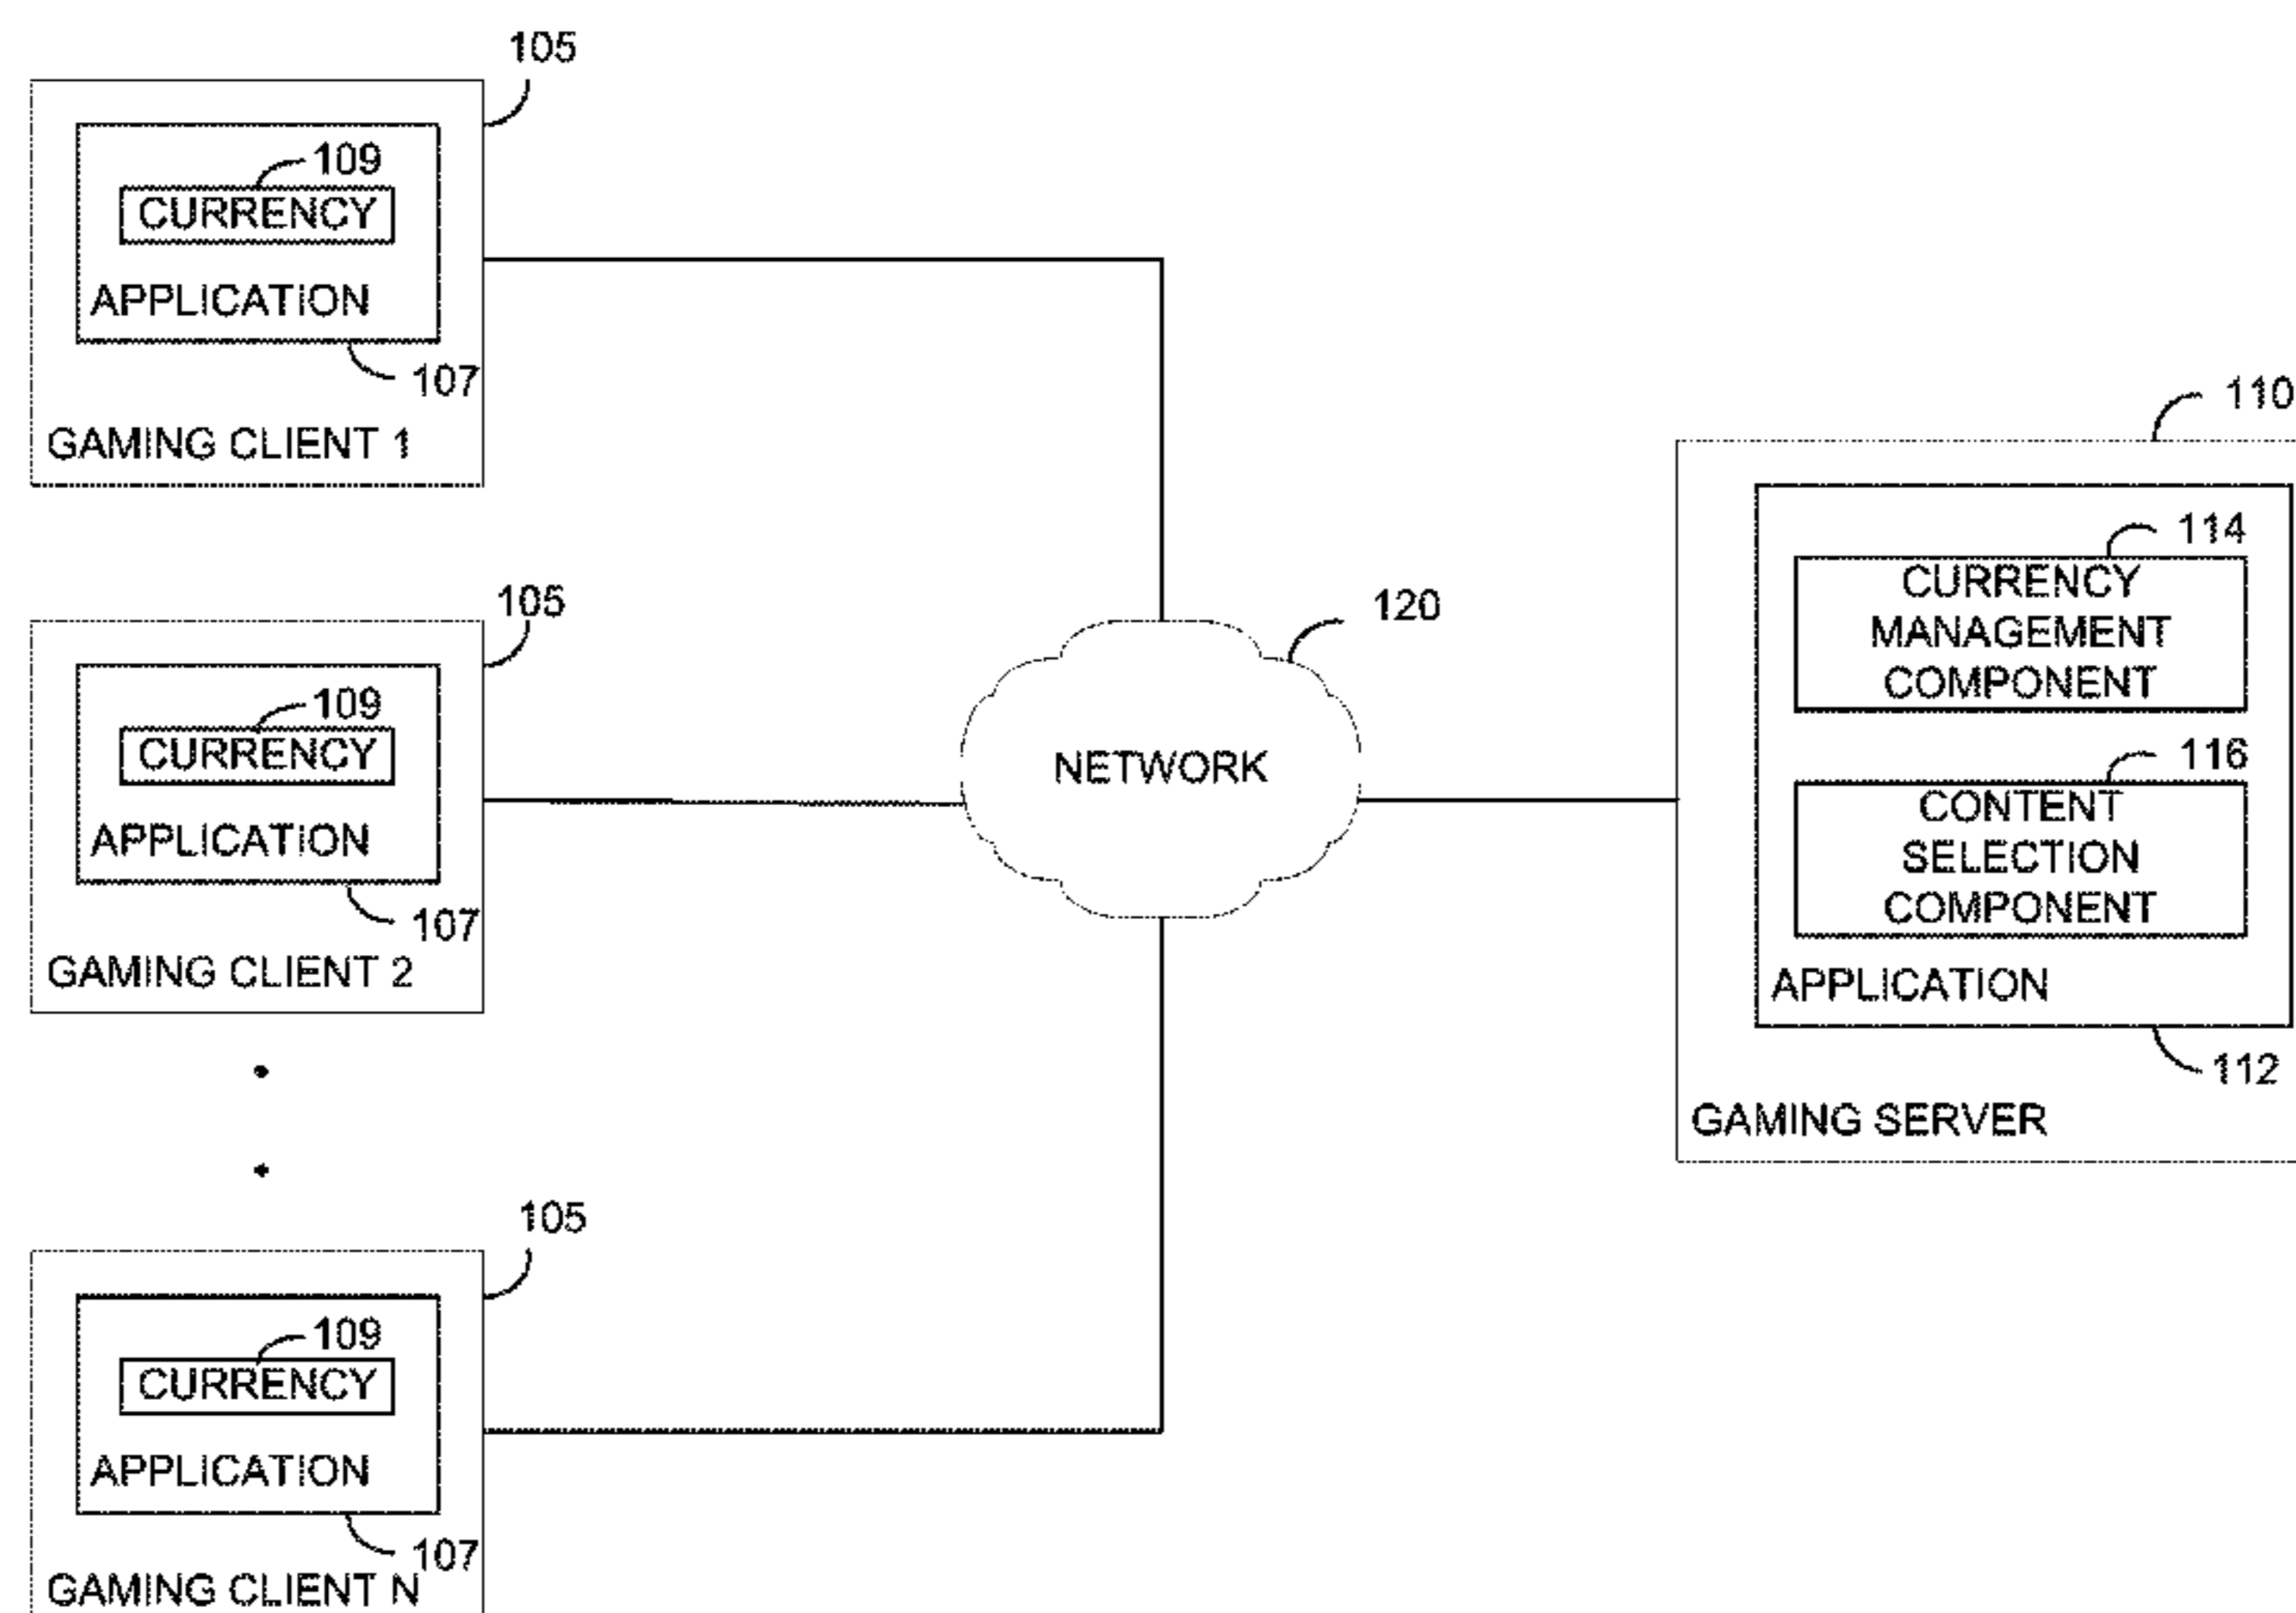 105
109
CURRENCY
APPLICATION
107
GAMING CLIENT 1
105
109
CURRENCY
APPLICATION
107
GAMING CLIENT 2
105
109
CURRENCY
APPLICATION
107
GAMING CLIENT N
120
NETWORK
110
114
CURRENCY
MANAGEMENT
COMPONENT
116
CONTENT
SELECTION
COMPONENT
APPLICATION
112
GAMING SERVER